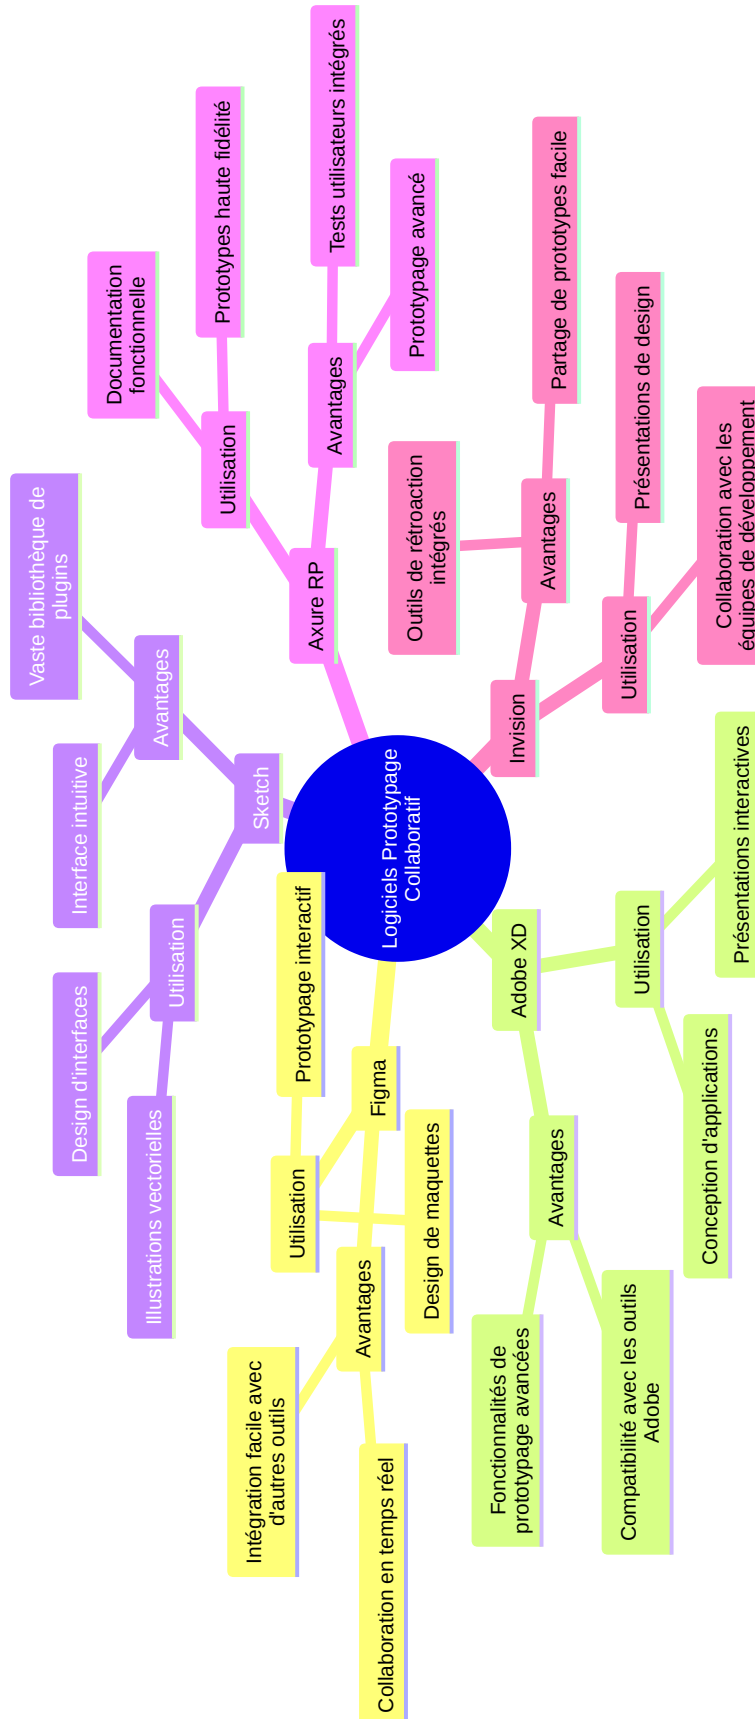 Logiciels Prototypage
Collaboratif
Figma
Avantages
Collaboration en temps réel
Intégration facile avec
d'autres outils
Utilisation
Design de maquettes
Prototypage interactif
Adobe XD
Avantages
Compatibilité avec les outils
Adobe
Fonctionnalités de
prototypage avancées
Utilisation
Conception d'applications
Présentations interactives
Sketch
Avantages
Interface intuitive
Vaste bibliothèque de
plugins
Utilisation
Design d'interfaces
Illustrations vectorielles
Invision
Avantages
Partage de prototypes facile
Outils de rétroaction
intégrés
Utilisation
Présentations de design
Collaboration avec les
équipes de développement
Axure RP
Avantages
Prototypage avancé
Tests utilisateurs intégrés
Utilisation
Documentation
fonctionnelle
Prototypes haute fidélité